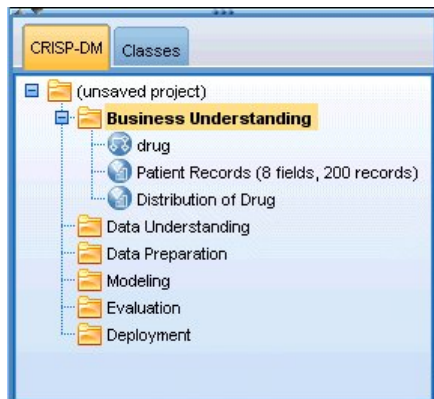 CRISP-DM Classes
(unsaved project)
Business Understanding
drug
Patient Records (8 fields, 200 records)
Distribution of Drug
Data Understanding
Data Preparation
Modeling
Evaluation
Deployment